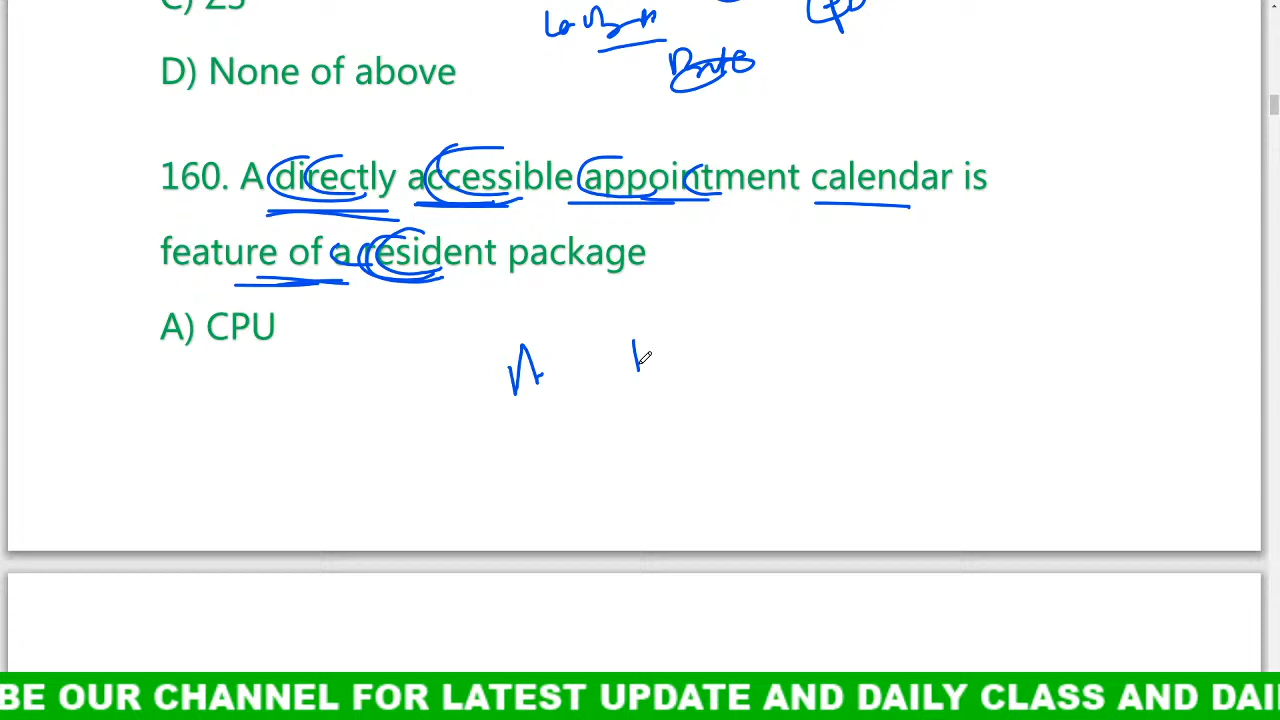 C) ZS
D) None of above
160. A directly accessible appointment calendar is
feature of a resident package
A) CPU
BE OUR CHANNEL FOR LATEST UPDATE AND DAILY CLASS AND DAI